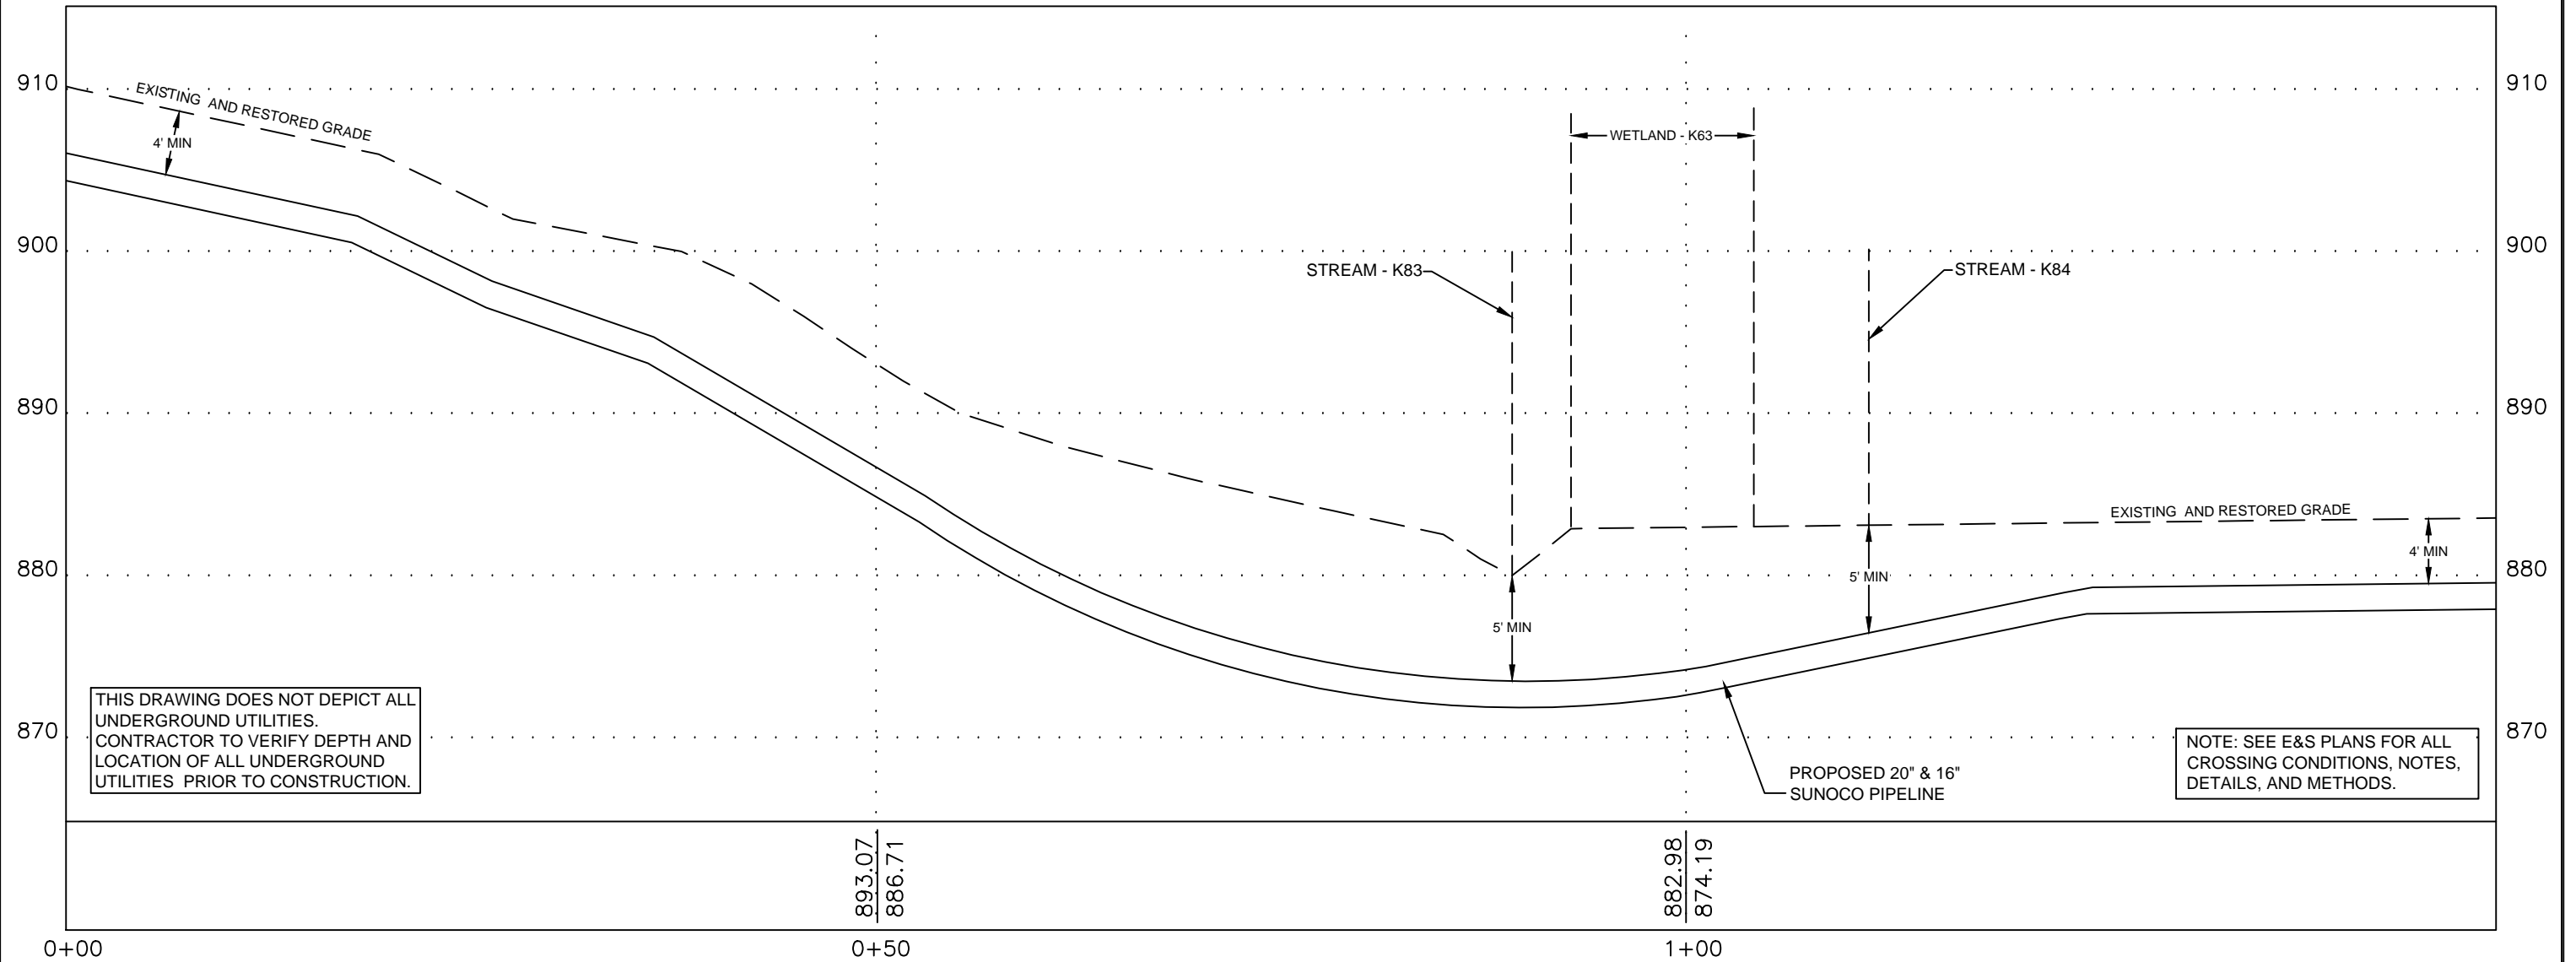 910
910
EXISTING  AND RESTORED GRADE
4' MIN
WETLAND - K63
900
900
STREAM - K83
STREAM - K84
890
890
EXISTING  AND RESTORED GRADE
4' MIN
880
880
5' MIN
5' MIN
THIS DRAWING DOES NOT DEPICT ALL
UNDERGROUND UTILITIES.
CONTRACTOR TO VERIFY DEPTH AND
LOCATION OF ALL UNDERGROUND
UTILITIES  PRIOR TO CONSTRUCTION.
870
870
NOTE: SEE E&S PLANS FOR ALL
CROSSING CONDITIONS, NOTES,
DETAILS, AND METHODS.
PROPOSED 20" & 16"
SUNOCO PIPELINE
893.07
886.71
882.98
874.19
0+00
0+50
1+00